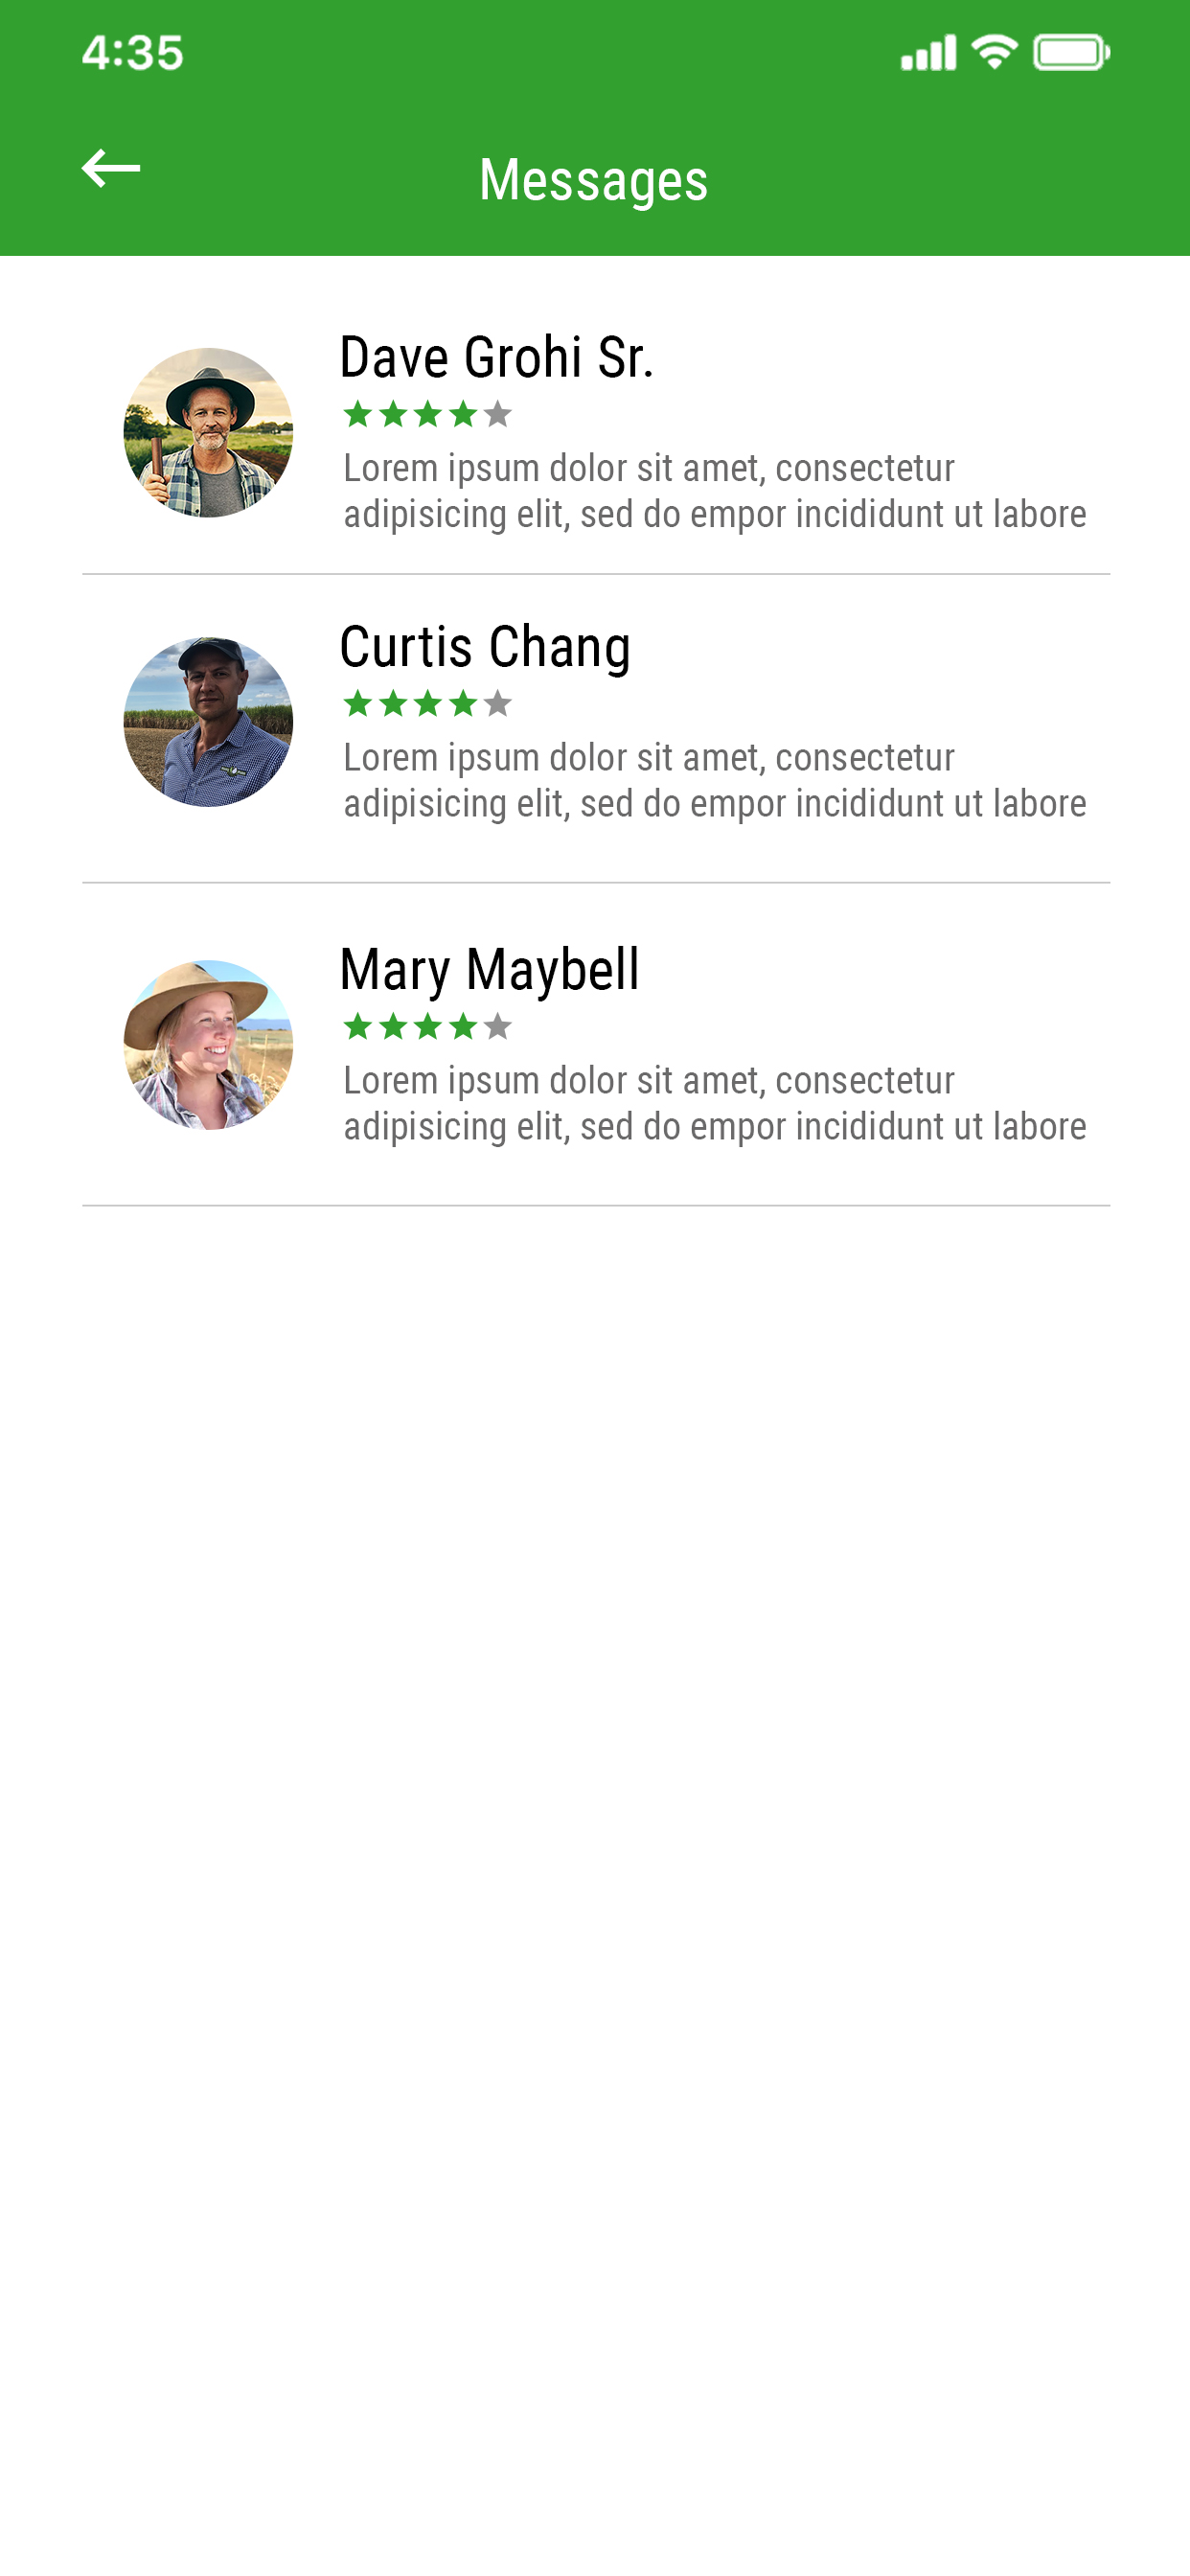 4:35
Messages
Dave Grohi Sr.
Lorem ipsum dolor sit amet, consectetur
adipisicing elit, sed do empor incididunt ut labore
Curtis Chang
Lorem ipsum dolor sit amet, consectetur
adipisicing elit, sed do empor incididunt ut labore
Mary Maybell
Lorem ipsum dolor sit amet, consectetur
adipisicing elit, sed do empor incididunt ut labore